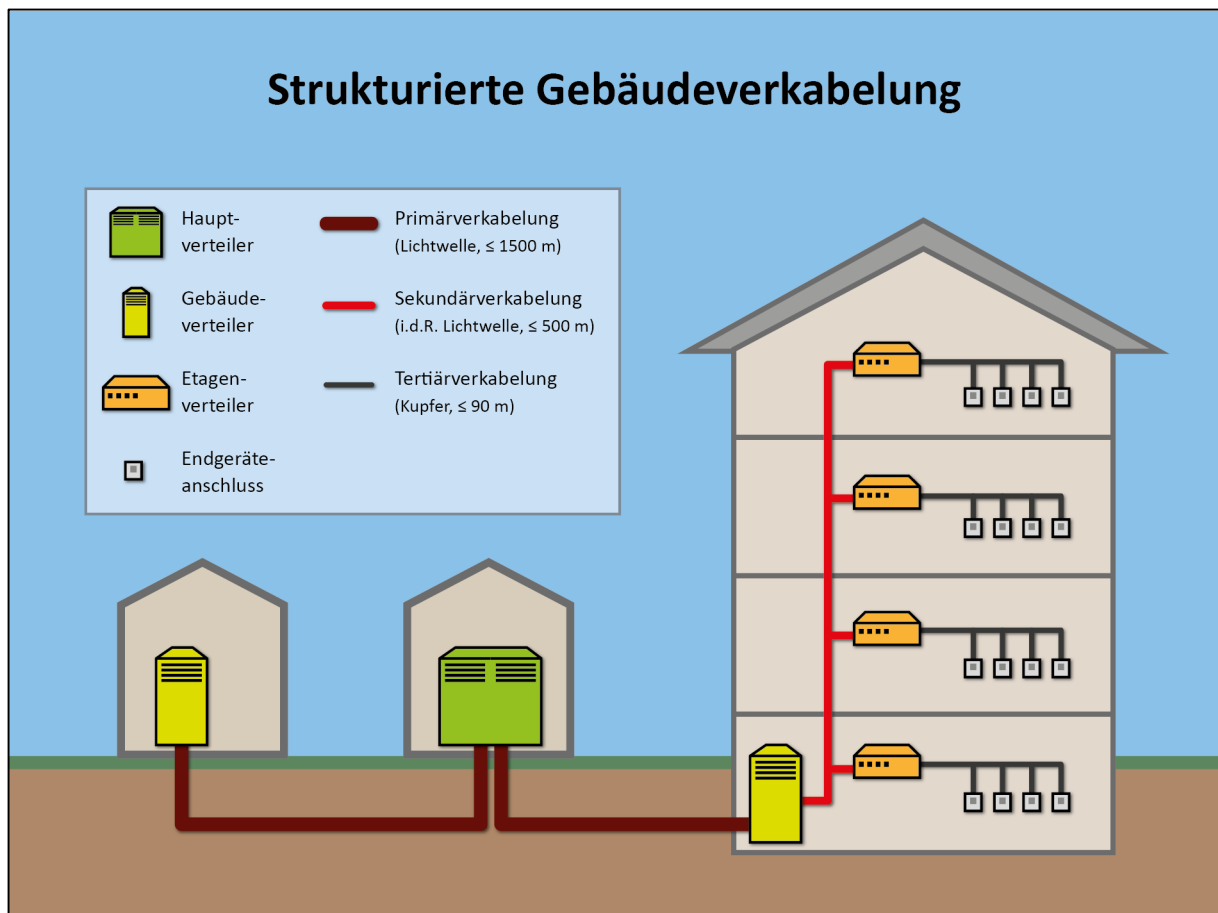 Strukturierte Gebäudeverkabelung
Haupt-
verteiler
Primärverkabelung
(Lichtwelle, ≤ 1500 m)
Gebäude-
verteiler
Sekundärverkabelung
(i.d.R. Lichtwelle, ≤ 500 m)
Etagen-
verteiler
Tertiärverkabelung
(Kupfer, ≤ 90 m)
Endgeräte-
anschluss